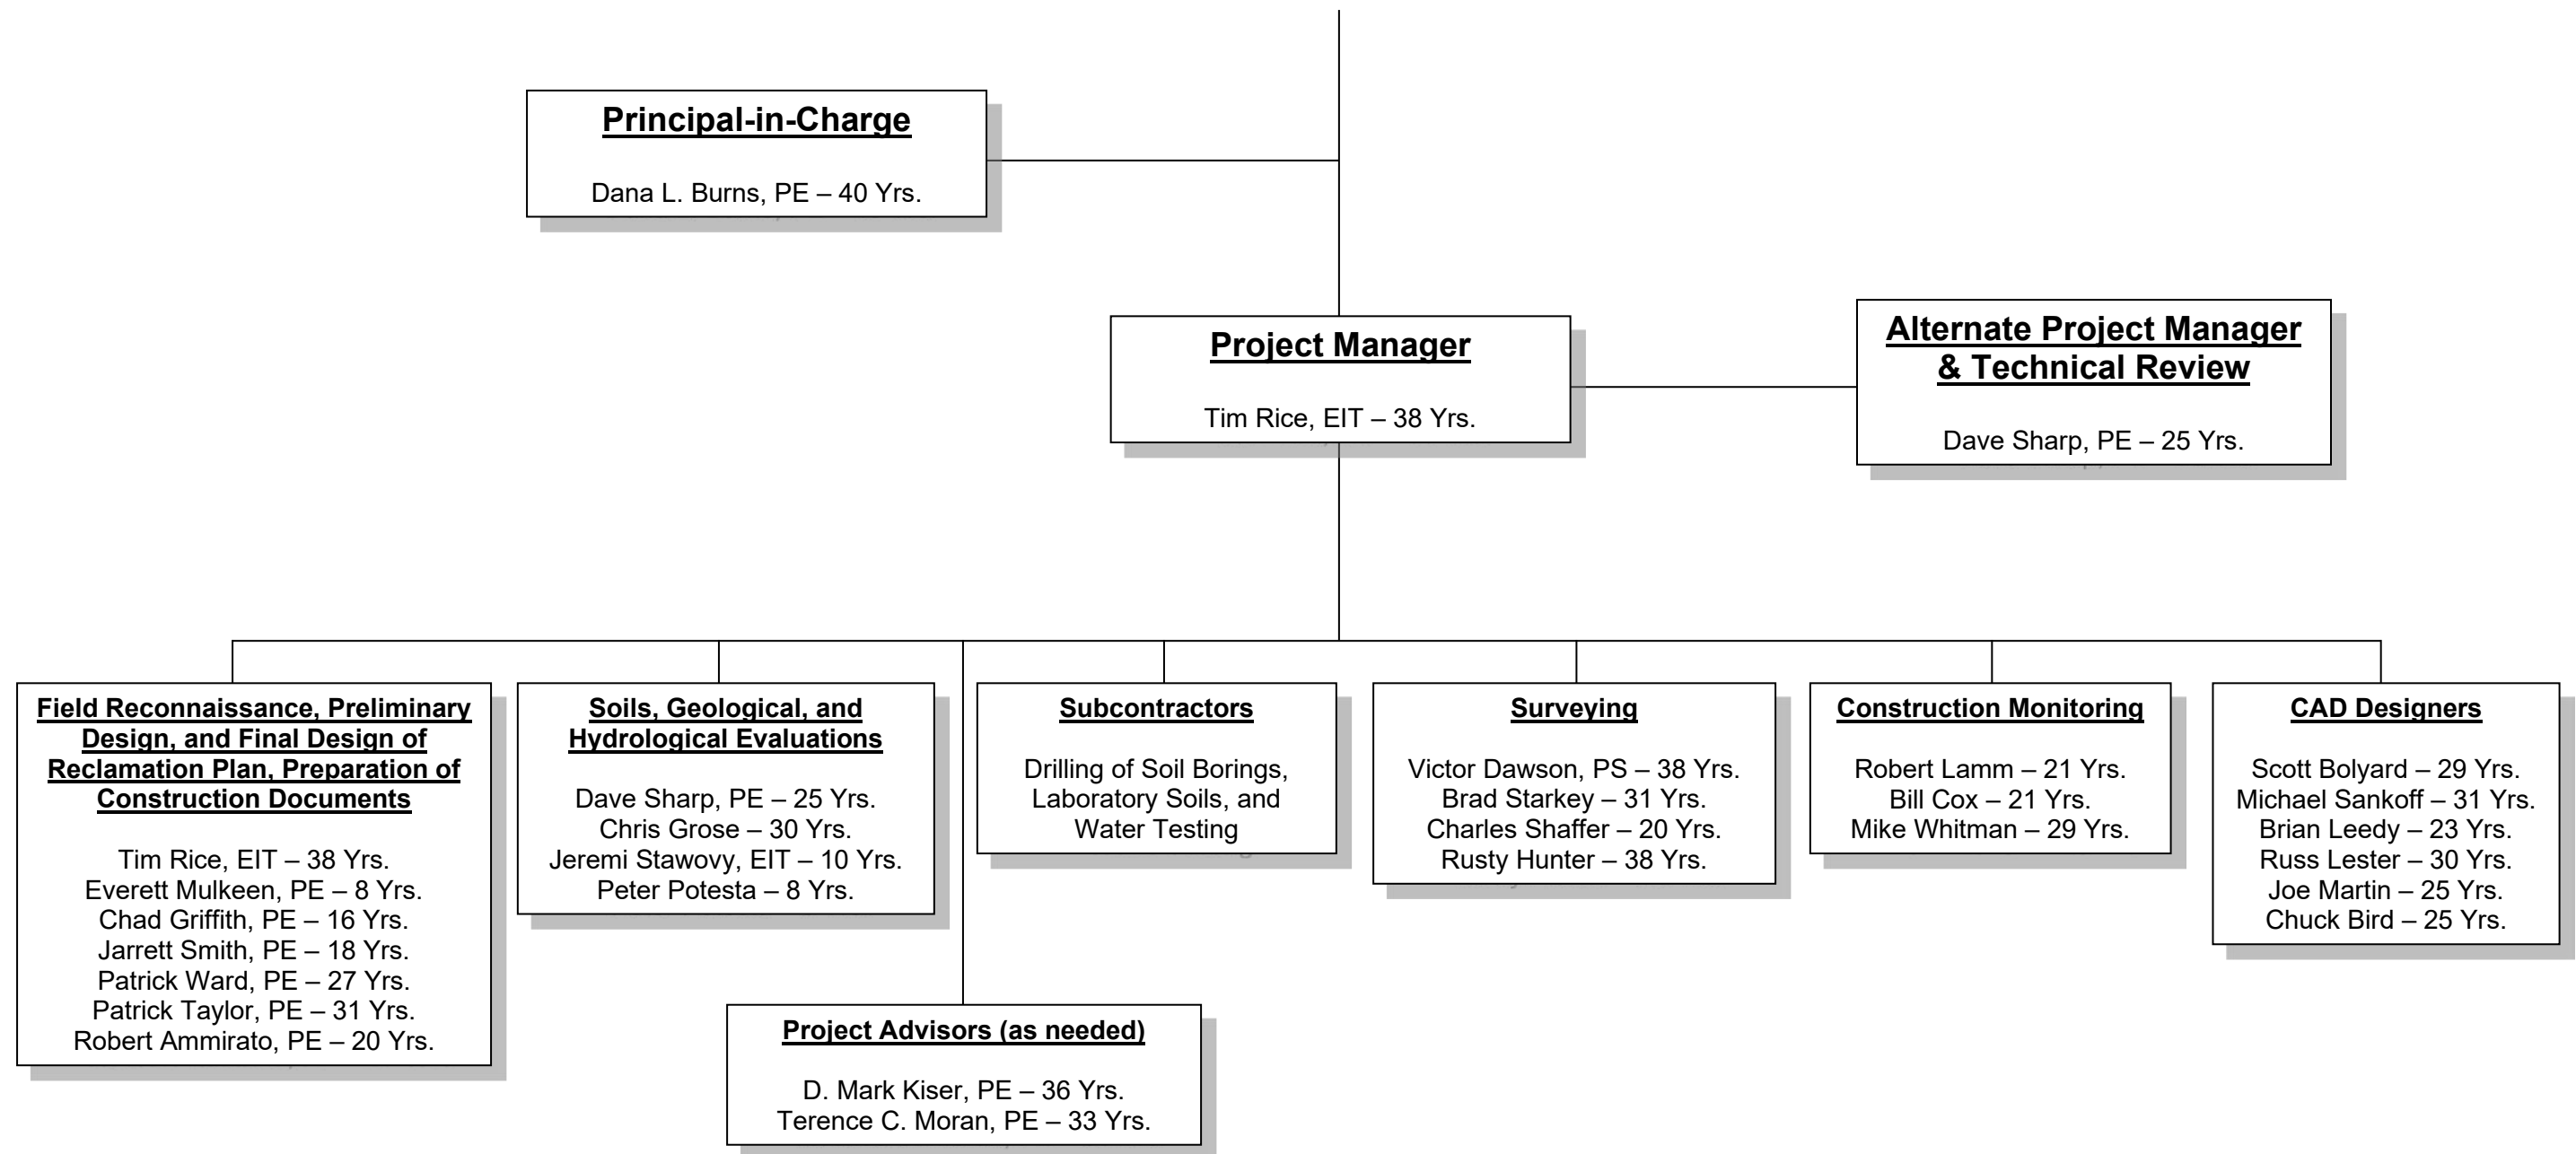 Principal-in-Charge
Dana L. Burns, PE – 40 Yrs.
Project Manager
Tim Rice, EIT – 38 Yrs.
Alternate Project Manager
& Technical Review
Dave Sharp, PE – 25 Yrs.
Field Reconnaissance, Preliminary
Design, and Final Design of
Reclamation Plan, Preparation of
Construction Documents
Tim Rice, EIT – 38 Yrs.
Everett Mulkeen, PE – 8 Yrs.
Chad Griffith, PE – 16 Yrs.
Jarrett Smith, PE – 18 Yrs.
Patrick Ward, PE – 27 Yrs.
Patrick Taylor, PE – 31 Yrs.
Robert Ammirato, PE – 20 Yrs.
Soils, Geological, and
Hydrological Evaluations
Dave Sharp, PE – 25 Yrs.
Chris Grose – 30 Yrs.
Jeremi Stawovy, EIT – 10 Yrs.
Peter Potesta – 8 Yrs.
Subcontractors
Drilling of Soil Borings,
Laboratory Soils, and
Water Testing
Surveying
Victor Dawson, PS – 38 Yrs.
Brad Starkey – 31 Yrs.
Charles Shaffer – 20 Yrs.
Rusty Hunter – 38 Yrs.
Construction Monitoring
Robert Lamm – 21 Yrs.
Bill Cox – 21 Yrs.
Mike Whitman – 29 Yrs.
CAD Designers
Scott Bolyard – 29 Yrs.
Michael Sankoff – 31 Yrs.
Brian Leedy – 23 Yrs.
Russ Lester – 30 Yrs.
Joe Martin – 25 Yrs.
Chuck Bird – 25 Yrs.
Project Advisors (as needed)
D. Mark Kiser, PE – 36 Yrs.
Terence C. Moran, PE – 33 Yrs.